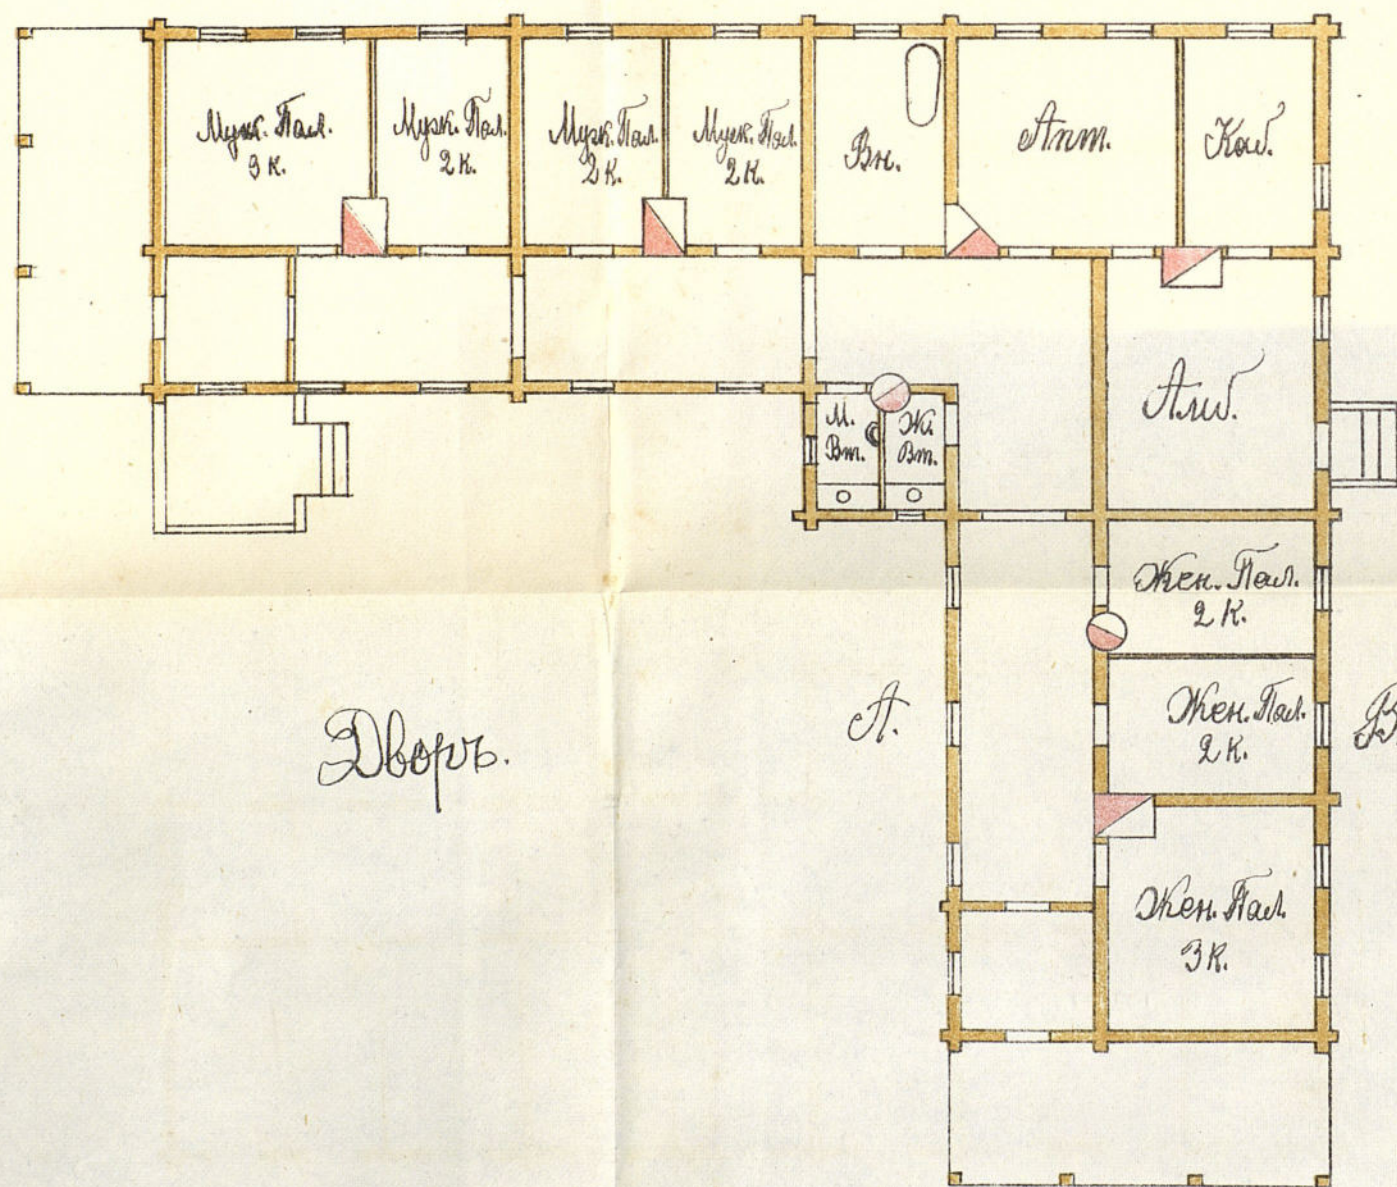 Муж. Пал.
3 К.
Муж. Пал.
2 К.
Муж. Пал.
2 К.
Муж. Пал.
2 К.
Вн.
Апт.
Каб.
Амб.
М.
Вт.
Ж.
Вт.
Жен. Пал.
2 К.
Жен. Пал.
2 К.
Жен. Пал.
3 К.
Дворъ.
А.
В